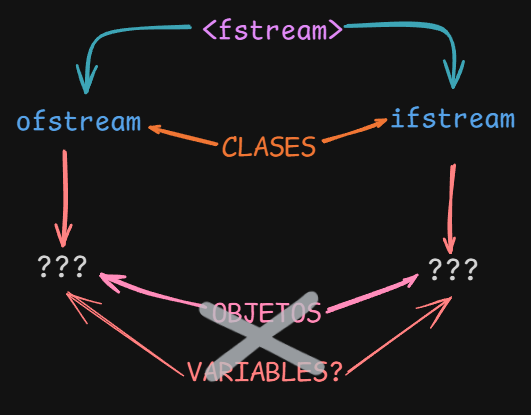 <fstream>
ofstream
ifstream
CLASES
???
???
OBJETOS
VARIABLES?